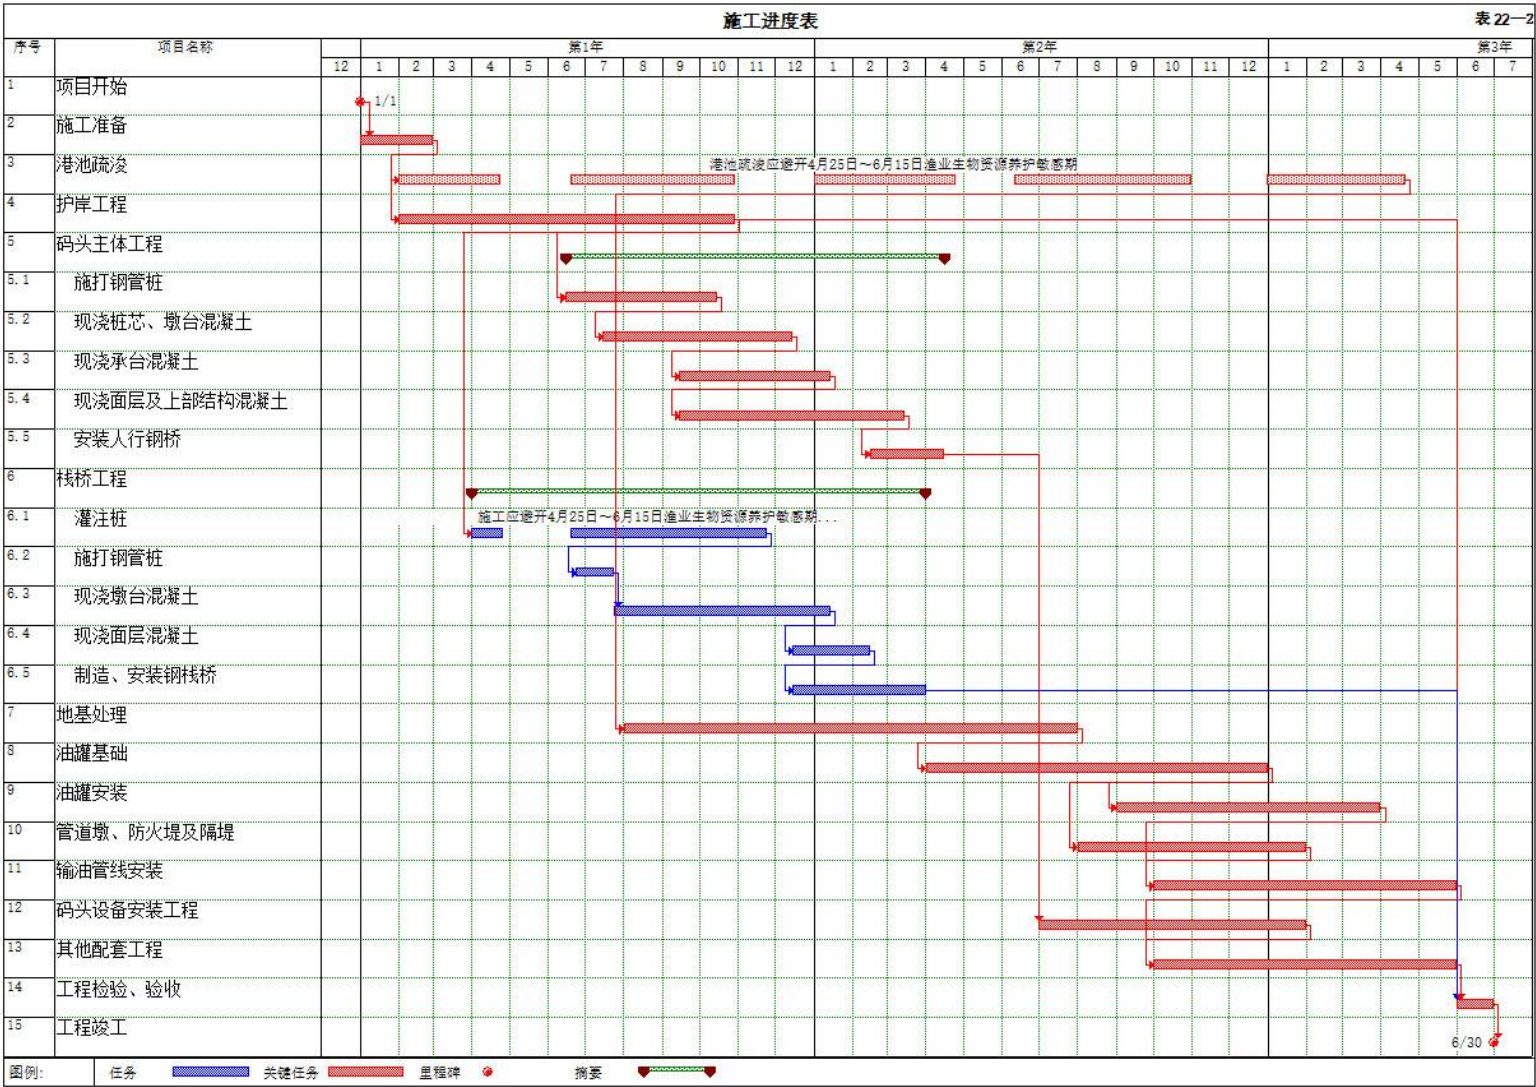 施工进度表
表 22—2
序号 项目名称 第1年 第2年 第3年
12 1 2 3 4 5 6 7 8 9 10 11 12 1 2 3 4 5 6 7 8 9 10 11 12 1 2 3 4 5 6 7
1 项目开始
1/1
2 施工准备
3 港池疏浚
港池疏浚应避开4月25日～6月15日渔业生物资源养护敏感期
4 护岸工程
5 码头主体工程
5.1 施打钢管桩
5.2 现浇桩芯、墩台混凝土
5.3 现浇承台混凝土
5.4 现浇面层及上部结构混凝土
5.5 安装人行钢桥
6 栈桥工程
6.1 灌注桩
施工应避开4月25日～6月15日渔业生物资源养护敏感期...
6.2 施打钢管桩
6.3 现浇墩台混凝土
6.4 现浇面层混凝土
6.5 制造、安装钢栈桥
7 地基处理
8 油罐基础
9 油罐安装
10 管道墩、防火堤及隔堤
11 输油管线安装
12 码头设备安装工程
13 其他配套工程
14 工程检验、验收
15 工程竣工
6/30
图例: 任务 关键任务 里程碑 摘要